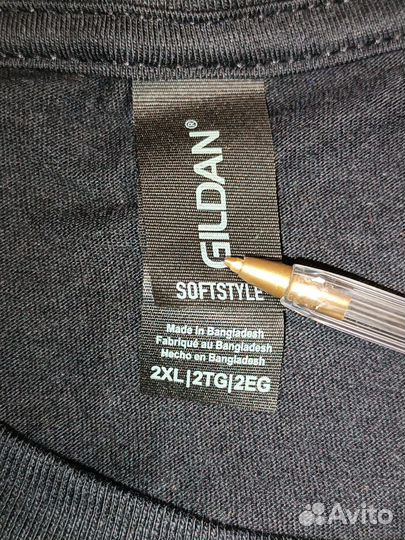 GILDAN®
SOFTSTYLE
Made in Bangladesh
Fabriqué au Bangladesh
Hecho en Bangladesh
2XL|2TG|2EG
Avito